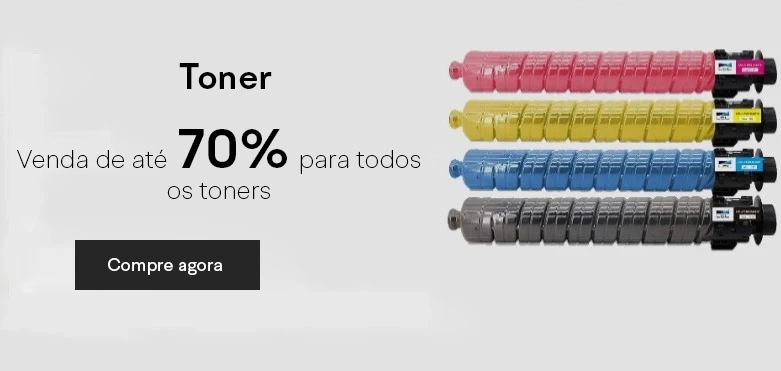 Toner
Venda de até 70% para todos
os toners
Compre agora